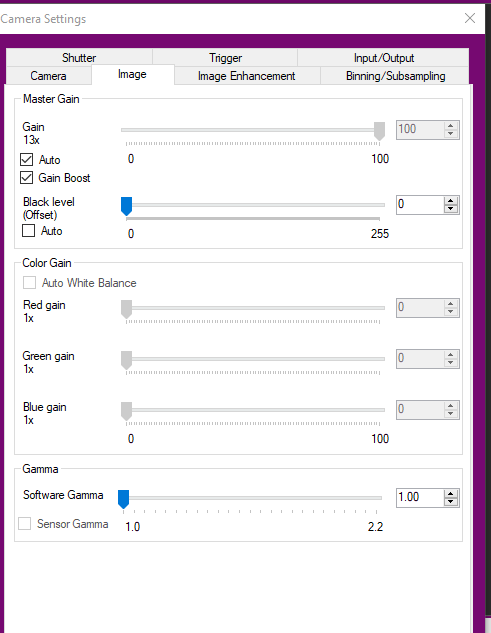 Camera Settings
Shutter Trigger Input/Output
Camera Image Image Enhancement Binning/Subsampling
Master Gain
Gain 100
13x
Auto 0 100
Gain Boost
Black level 0
(Offset)
Auto 0 255
Color Gain
Auto White Balance
Red gain 0
1x
Green gain 0
1x
Blue gain 0
1x
0 100
Gamma
Software Gamma 1.00
Sensor Gamma 1.0 2.2